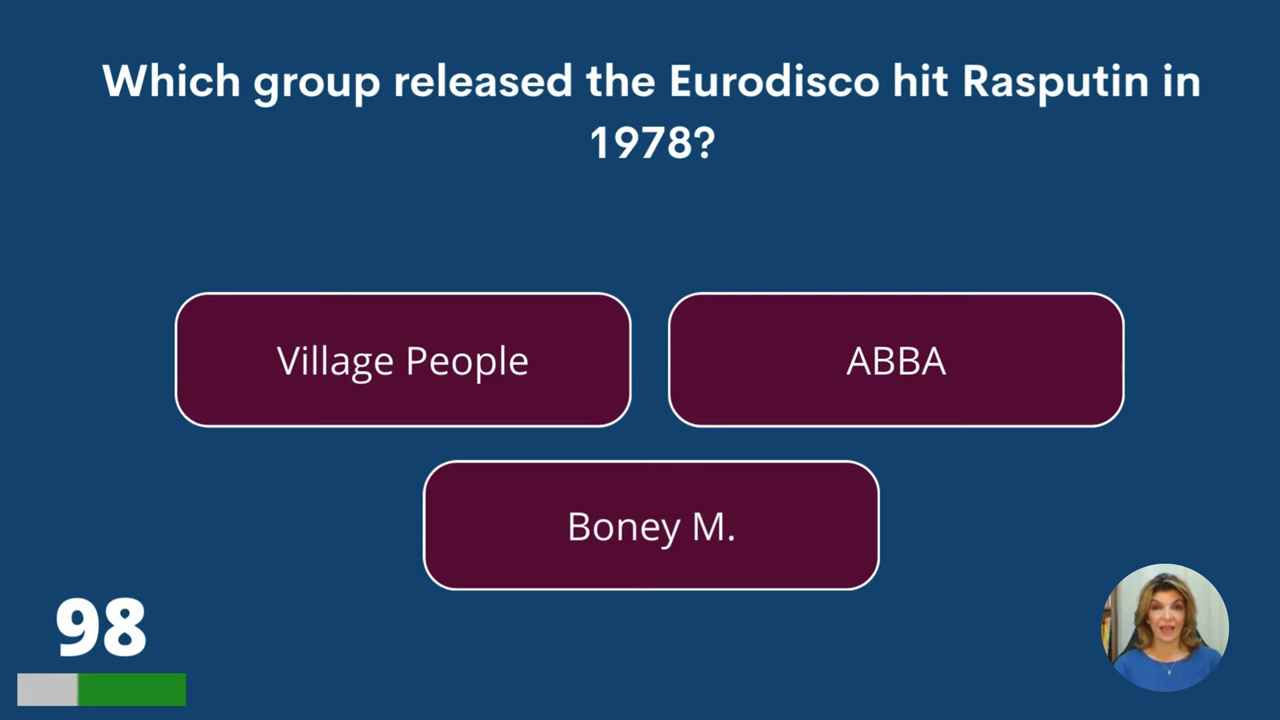 Which group released the Eurodisco hit Rasputin in
1978?
Village People
ABBA
Boney M.
98